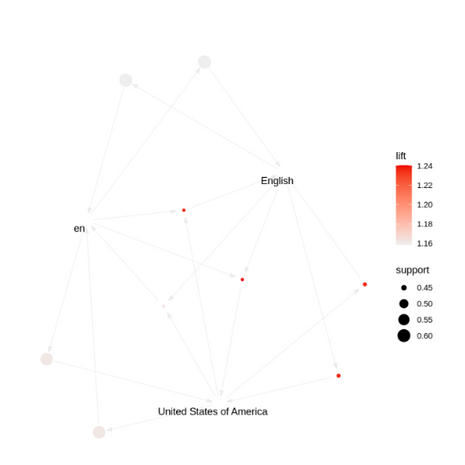 English
en
United States of America
lift
1.24
1.22
1.20
1.18
1.16
support
0.45
0.50
0.55
0.60